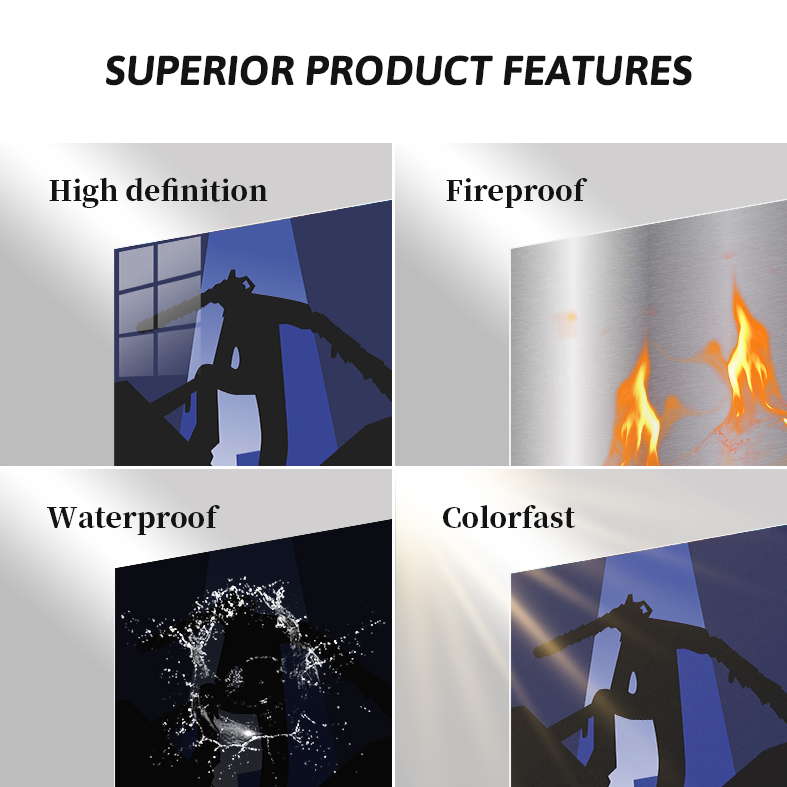 SUPERIOR PRODUCT FEATURES
High definition
Fireproof
Waterproof
Colorfast